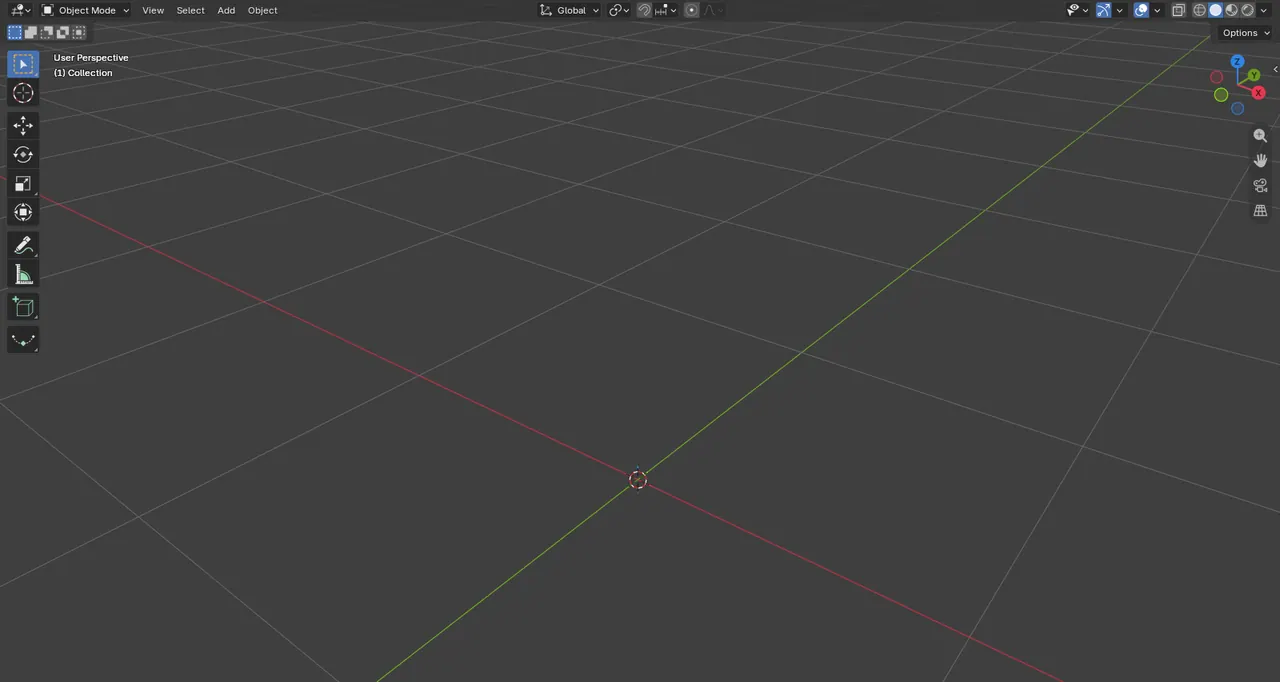 Object Mode View Select Add Object Global
Options
User Perspective
(1) Collection
Z
Y
X